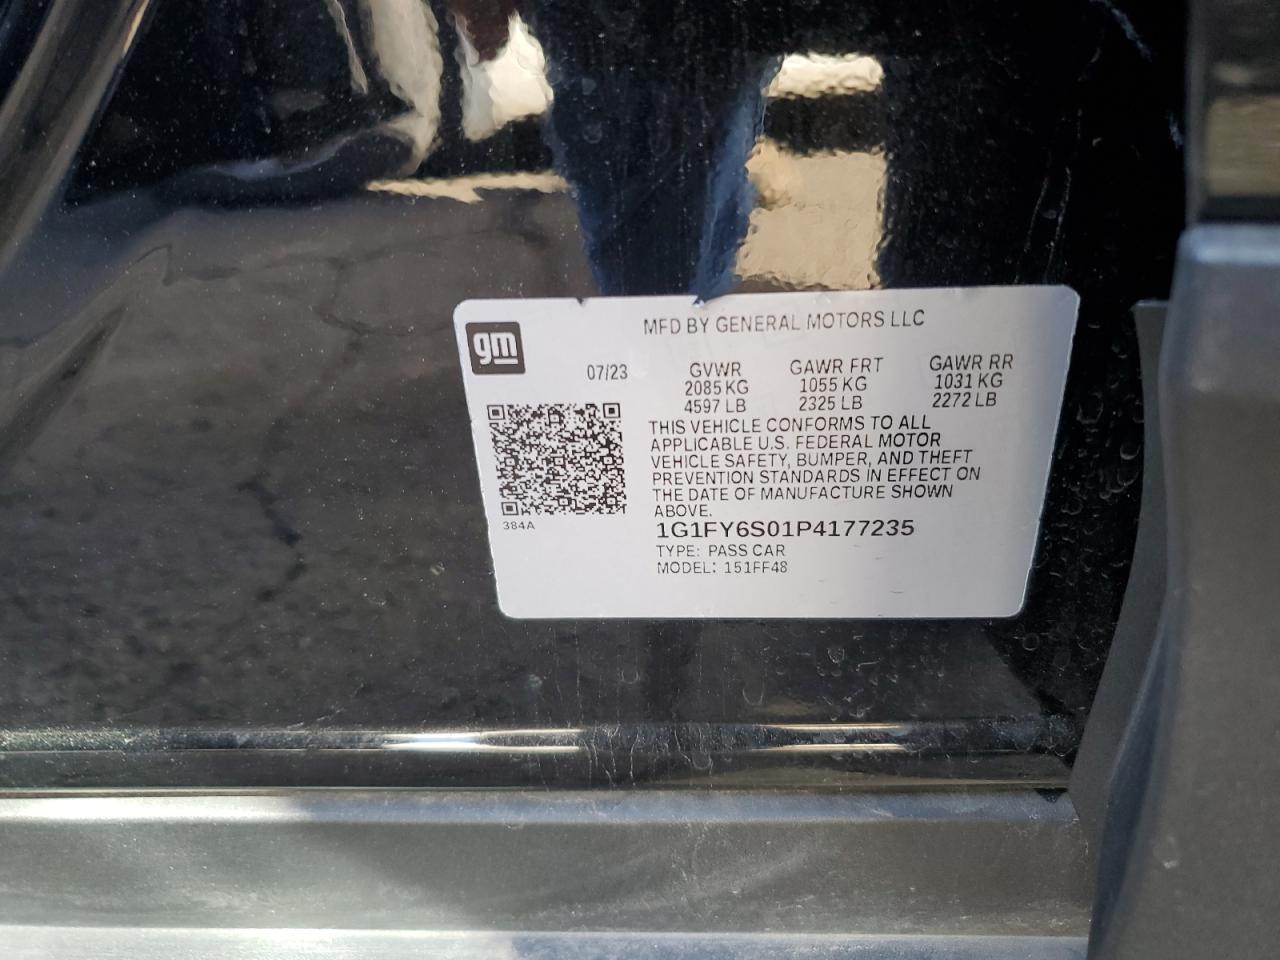 MFD BY GENERAL MOTORS LLC
gm
07/23
GVWR GAWR FRT GAWR RR
2085 KG 1055 KG 1031 KG
4597 LB 2325 LB 2272 LB
THIS VEHICLE CONFORMS TO ALL
APPLICABLE U.S. FEDERAL MOTOR
VEHICLE SAFETY, BUMPER, AND THEFT
PREVENTION STANDARDS IN EFFECT ON
THE DATE OF MANUFACTURE SHOWN
ABOVE.
384A
1G1FY6S01P4177235
TYPE: PASS CAR
MODEL: 151FF48